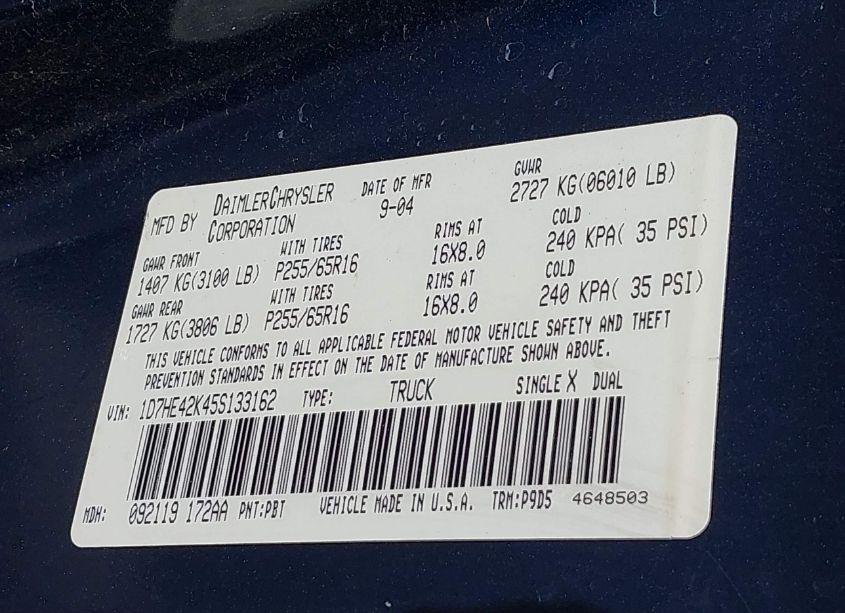 MFD BY DAIMLERCHRYSLER CORPORATION DATE OF MFR 9-04 GVWR 2727 KG(06010 LB)
GAWR FRONT WITH TIRES RIMS AT COLD
1407 KG(3100 LB) P255/65R16 16X8.0 240 KPA( 35 PSI)
GAWR REAR WITH TIRES RIMS AT COLD
1727 KG(3806 LB) P255/65R16 16X8.0 240 KPA( 35 PSI)
THIS VEHICLE CONFORMS TO ALL APPLICABLE FEDERAL MOTOR VEHICLE SAFETY AND THEFT
PREVENTION STANDARDS IN EFFECT ON THE DATE OF MANUFACTURE SHOWN ABOVE.
VIN: 1D7HE42K45S133162 TYPE: TRUCK SINGLE X DUAL
MDH: 092119 172AA PNT:PBT VEHICLE MADE IN U.S.A. TRM:P9D5 4648503